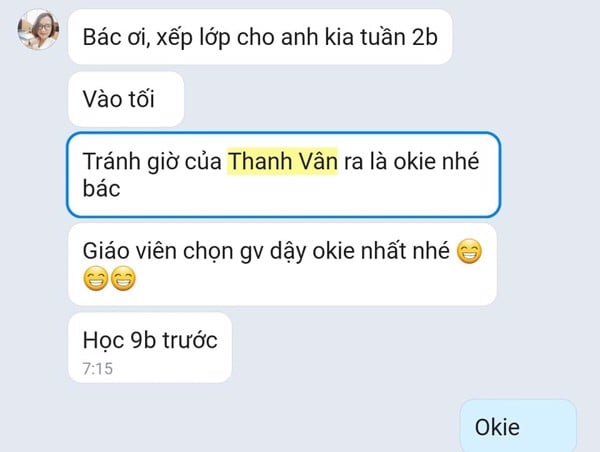 Bác ơi, xếp lớp cho anh kia tuần 2b
Vào tối
Tránh giờ của Thanh Vân ra là okie nhé
bác
Giáo viên chọn gv dậy okie nhất nhé 😁
😁😁
Học 9b trước
7:15
Okie